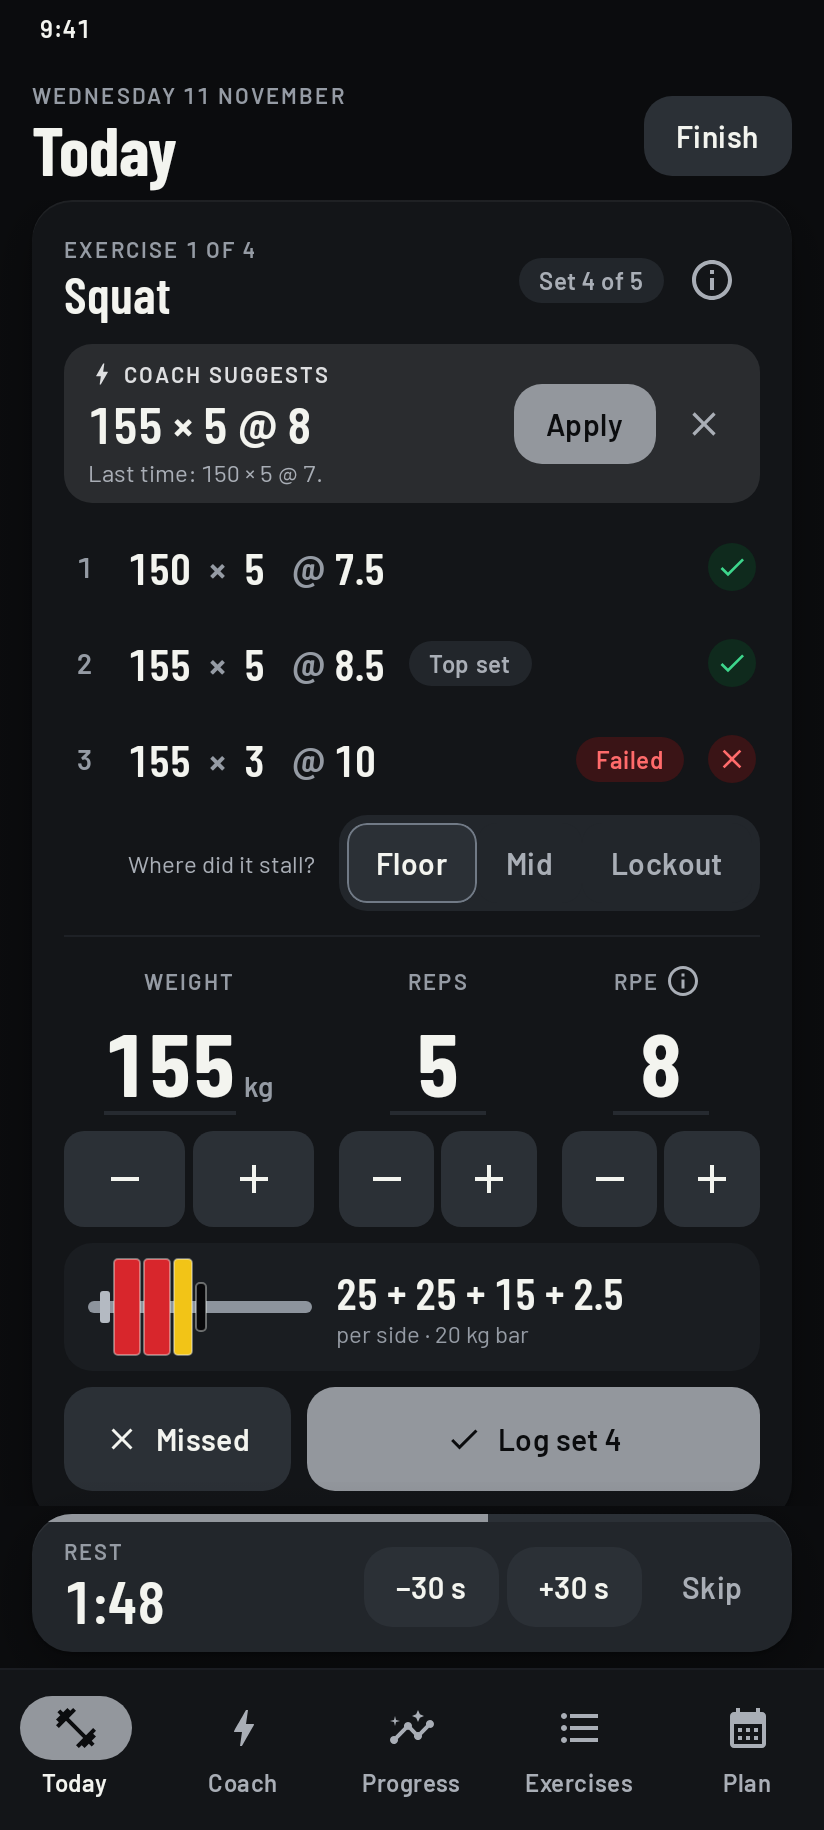 9:41
WEDNESDAY 11 NOVEMBER
Today
Finish
EXERCISE 1 OF 4
Squat
Set 4 of 5
COACH SUGGESTS
155 × 5 @ 8
Last time: 150 × 5 @ 7.
Apply
1 150 × 5 @ 7.5
2 155 × 5 @ 8.5 Top set
3 155 × 3 @ 10 Failed
Where did it stall? Floor Mid Lockout
WEIGHT REPS RPE
155 kg 5 8
25 + 25 + 15 + 2.5
per side · 20 kg bar
Missed Log set 4
REST
1:48
–30 s +30 s Skip
Today Coach Progress Exercises Plan